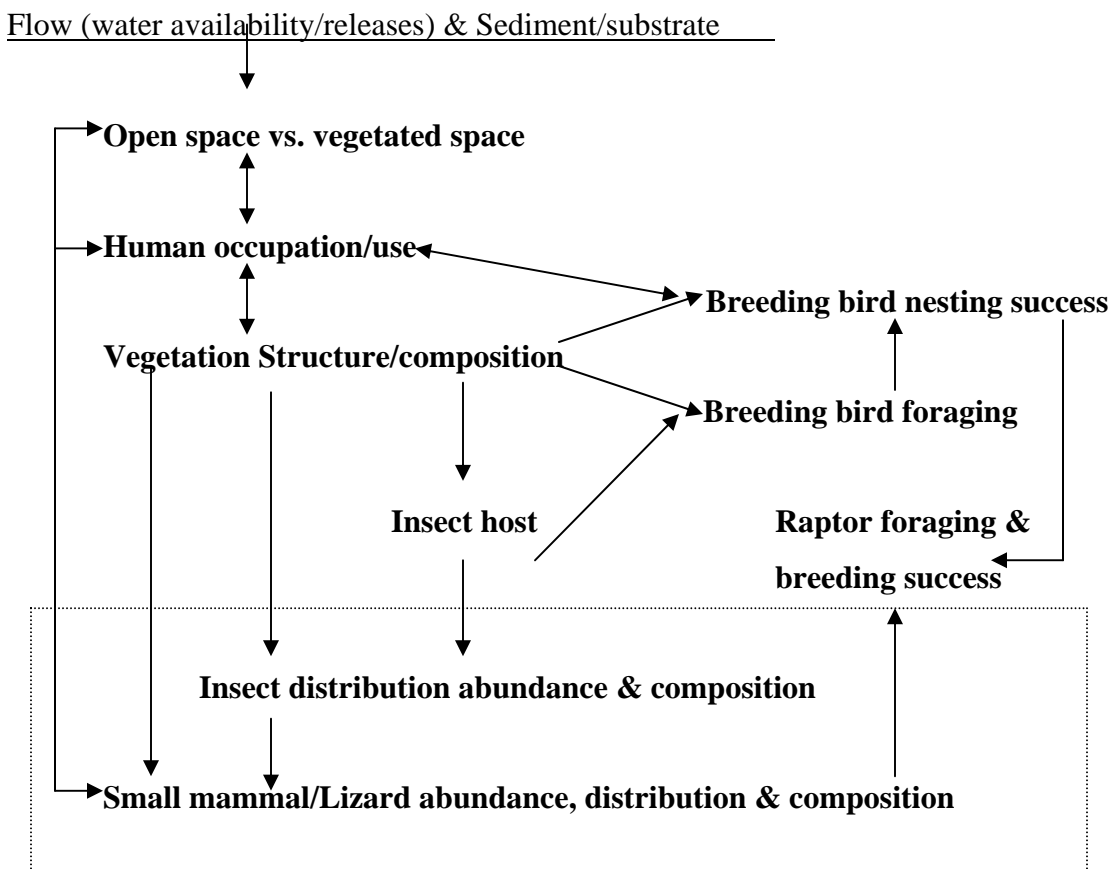 Flow (water availability/releases) & Sediment/substrate
Open space vs. vegetated space
Human occupation/use
Breeding bird nesting success
Vegetation Structure/composition
Breeding bird foraging
Insect host
Raptor foraging &
breeding success
Insect distribution abundance & composition
Small mammal/Lizard abundance, distribution & composition